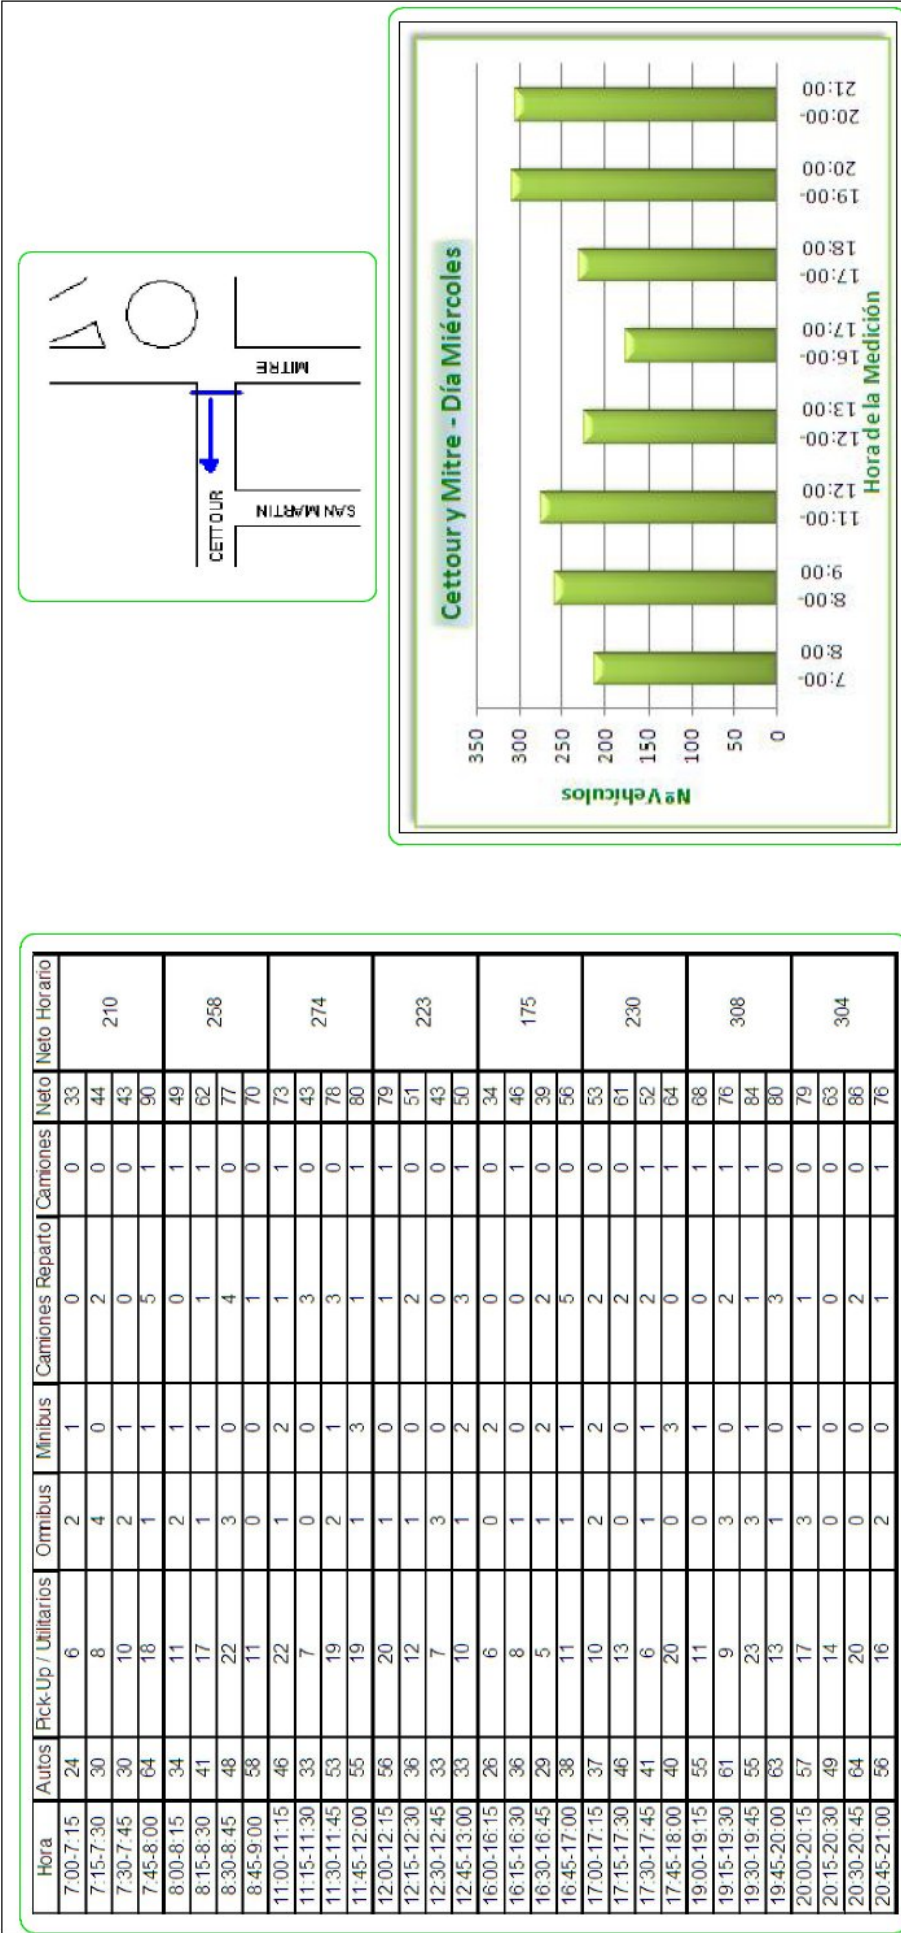 Hora Autos Pick-Up / Utilitarios Omnibus Minibus Camiones Reparto Camiones Neto Neto Horario
7:00-7:15 24 6 2 1 0 0 33 210
7:15-7:30 30 8 4 0 2 0 44
7:30-7:45 30 10 2 1 0 0 43
7:45-8:00 64 18 1 1 5 1 90
8:00-8:15 34 11 2 1 0 1 49 258
8:15-8:30 41 17 1 1 1 1 62
8:30-8:45 48 22 3 0 4 0 77
8:45-9:00 58 11 0 0 1 0 70
11:00-11:15 46 22 1 2 1 1 73 274
11:15-11:30 33 7 0 0 3 0 43
11:30-11:45 53 19 2 1 3 0 78
11:45-12:00 55 19 1 3 1 1 80
12:00-12:15 56 20 1 0 1 1 79 223
12:15-12:30 36 12 1 0 2 0 51
12:30-12:45 33 7 3 0 0 0 43
12:45-13:00 33 10 1 2 3 1 50
16:00-16:15 26 6 0 2 0 0 34 175
16:15-16:30 36 8 1 0 0 1 46
16:30-16:45 29 5 1 2 2 0 39
16:45-17:00 38 11 1 1 5 0 56
17:00-17:15 37 10 2 2 2 0 53 230
17:15-17:30 46 13 0 0 2 0 61
17:30-17:45 41 6 1 1 2 1 52
17:45-18:00 40 20 0 3 0 1 64
19:00-19:15 55 11 0 1 0 1 68 308
19:15-19:30 61 9 3 0 2 1 76
19:30-19:45 55 23 3 1 1 1 84
19:45-20:00 63 13 1 0 3 0 80
20:00-20:15 57 17 3 1 1 0 79 304
20:15-20:30 49 14 0 0 0 0 63
20:30-20:45 64 20 0 0 2 0 86
20:45-21:00 56 16 2 0 1 1 76
CETTOUR
SAN MARTIN
MITRE
Cettour y Mitre - Día Miércoles
Nº Vehículos
350
300
250
200
150
100
50
0
7:00-
8:00
8:00-
9:00
11:00-
12:00
12:00-
13:00
16:00-
17:00
17:00-
18:00
19:00-
20:00
20:00-
21:00
Hora de la Medición